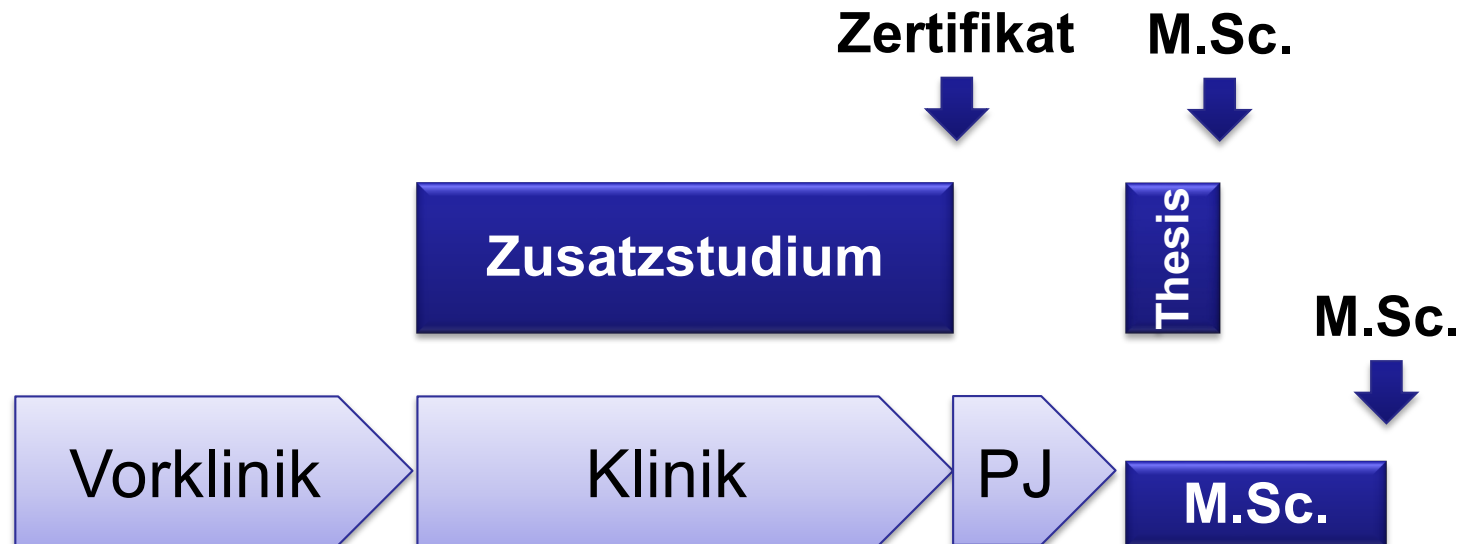 Zertifikat
M.Sc.
Zusatzstudium
Thesis
M.Sc.
Vorklinik
Klinik
PJ
M.Sc.